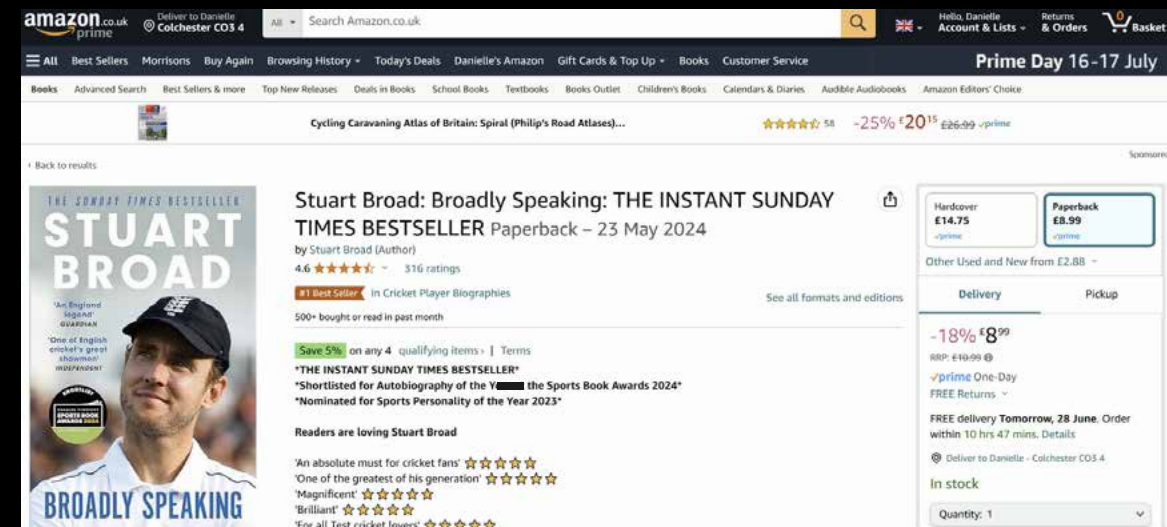 amazon.co.uk
prime
Deliver to Danielle
Colchester CO3 4
All
Search Amazon.co.uk
Hello, Danielle
Account & Lists
Returns
& Orders
0
Basket
All Best Sellers Morrisons Buy Again Browsing History Today's Deals Danielle's Amazon Gift Cards & Top Up Books Customer Service
Prime Day 16-17 July
Books Advanced Search Best Sellers & more Top New Releases Deals in Books School Books Textbooks Books Outlet Children's Books Calendars & Diaries Audible Audiobooks Amazon Editors' Choice
Cycling Caravaning Atlas of Britain: Spiral (Philip's Road Atlases)... 58 -25% £20¹⁵ £26.99 prime
Sponsored
‹ Back to results
THE SUNDAY TIMES BESTSELLER
STUART
BROAD
'An England
legend'
GUARDIAN
'One of English
cricket's great
showmen'
INDEPENDENT
SHORTLIST
SPORTS BOOK
AWARDS 2024
BROADLY SPEAKING
Stuart Broad: Broadly Speaking: THE INSTANT SUNDAY
TIMES BESTSELLER Paperback – 23 May 2024
by Stuart Broad (Author)
4.6 316 ratings
#1 Best Seller in Cricket Player Biographies
See all formats and editions
500+ bought or read in past month
Save 5% on any 4 qualifying items › | Terms
*THE INSTANT SUNDAY TIMES BESTSELLER*
*Shortlisted for Autobiography of the Y the Sports Book Awards 2024*
*Nominated for Sports Personality of the Year 2023*
Readers are loving Stuart Broad
'An absolute must for cricket fans' ⭐⭐⭐⭐⭐
'One of the greatest of his generation' ⭐⭐⭐⭐⭐
'Magnificent' ⭐⭐⭐⭐⭐
'Brilliant' ⭐⭐⭐⭐⭐
'For all Test cricket lovers' ⭐⭐⭐⭐⭐
Hardcover
£14.75
prime
Paperback
£8.99
prime
Other Used and New from £2.88
Delivery
Pickup
-18% £8⁹⁹
RRP: £10.99
prime One-Day
FREE Returns
FREE delivery Tomorrow, 28 June. Order
within 10 hrs 47 mins. Details
Deliver to Danielle - Colchester CO3 4
In stock
Quantity: 1